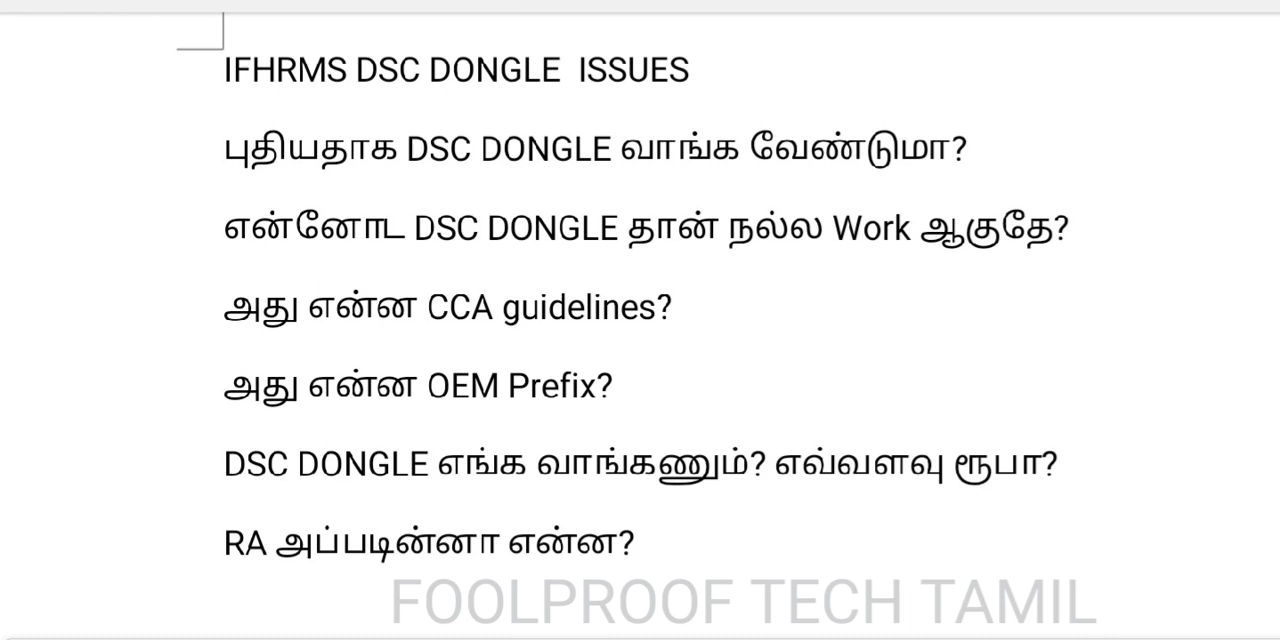 IFHRMS DSC DONGLE ISSUES
புதியதாக DSC DONGLE வாங்க வேண்டுமா?
என்னோட DSC DONGLE தான் நல்ல Work ஆகுதே?
அது என்ன CCA guidelines?
அது என்ன OEM Prefix?
DSC DONGLE எங்க வாங்கணும்? எவ்வளவு ரூபா?
RA அப்படின்னா என்ன?
FOOLPROOF TECH TAMIL